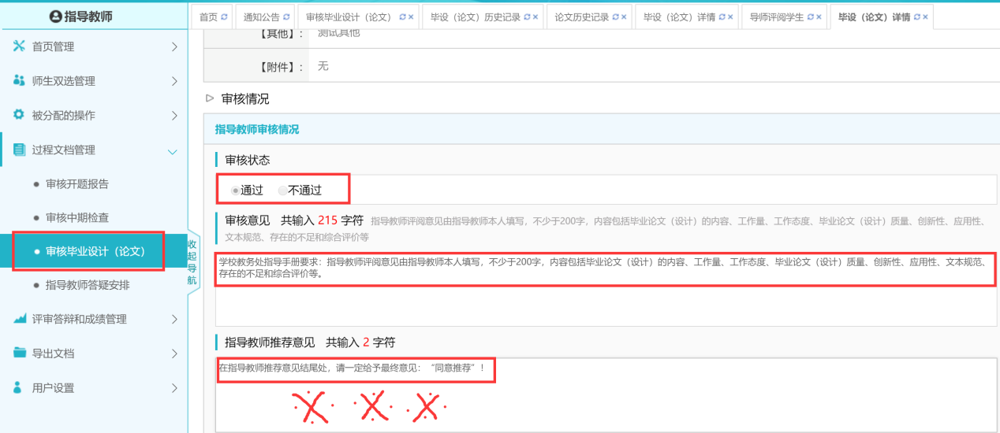 指导教师
首页
通知公告
审核毕业设计（论文）
毕设（论文）历史记录
论文历史记录
毕设（论文）详情
导师评阅学生
毕设（论文）详情
首页管理
师生双选管理
被分配的操作
过程文档管理
审核开题报告
审核中期检查
审核毕业设计（论文）
指导教师答疑安排
评审答辩和成绩管理
导出文档
用户设置
收起导航
【其他】： 测试其他
【附件】： 无
审核情况
指导教师审核情况
审核状态
通过 不通过
审核意见 共输入 215 字符 指导教师评阅意见由指导教师本人填写，不少于200字，内容包括毕业论文（设计）的内容、工作量、工作态度、毕业论文（设计）质量、创新性、应用性、
文本规范、存在的不足和综合评价等
学校教务处指导手册要求：指导教师评阅意见由指导教师本人填写，不少于200字，内容包括毕业论文（设计）的内容、工作量、工作态度、毕业论文（设计）质量、创新性、应用性、文本规范、
存在的不足和综合评价等。
指导教师推荐意见 共输入 2 字符
在指导教师推荐意见结尾处，请一定给予最终意见：“同意推荐”！